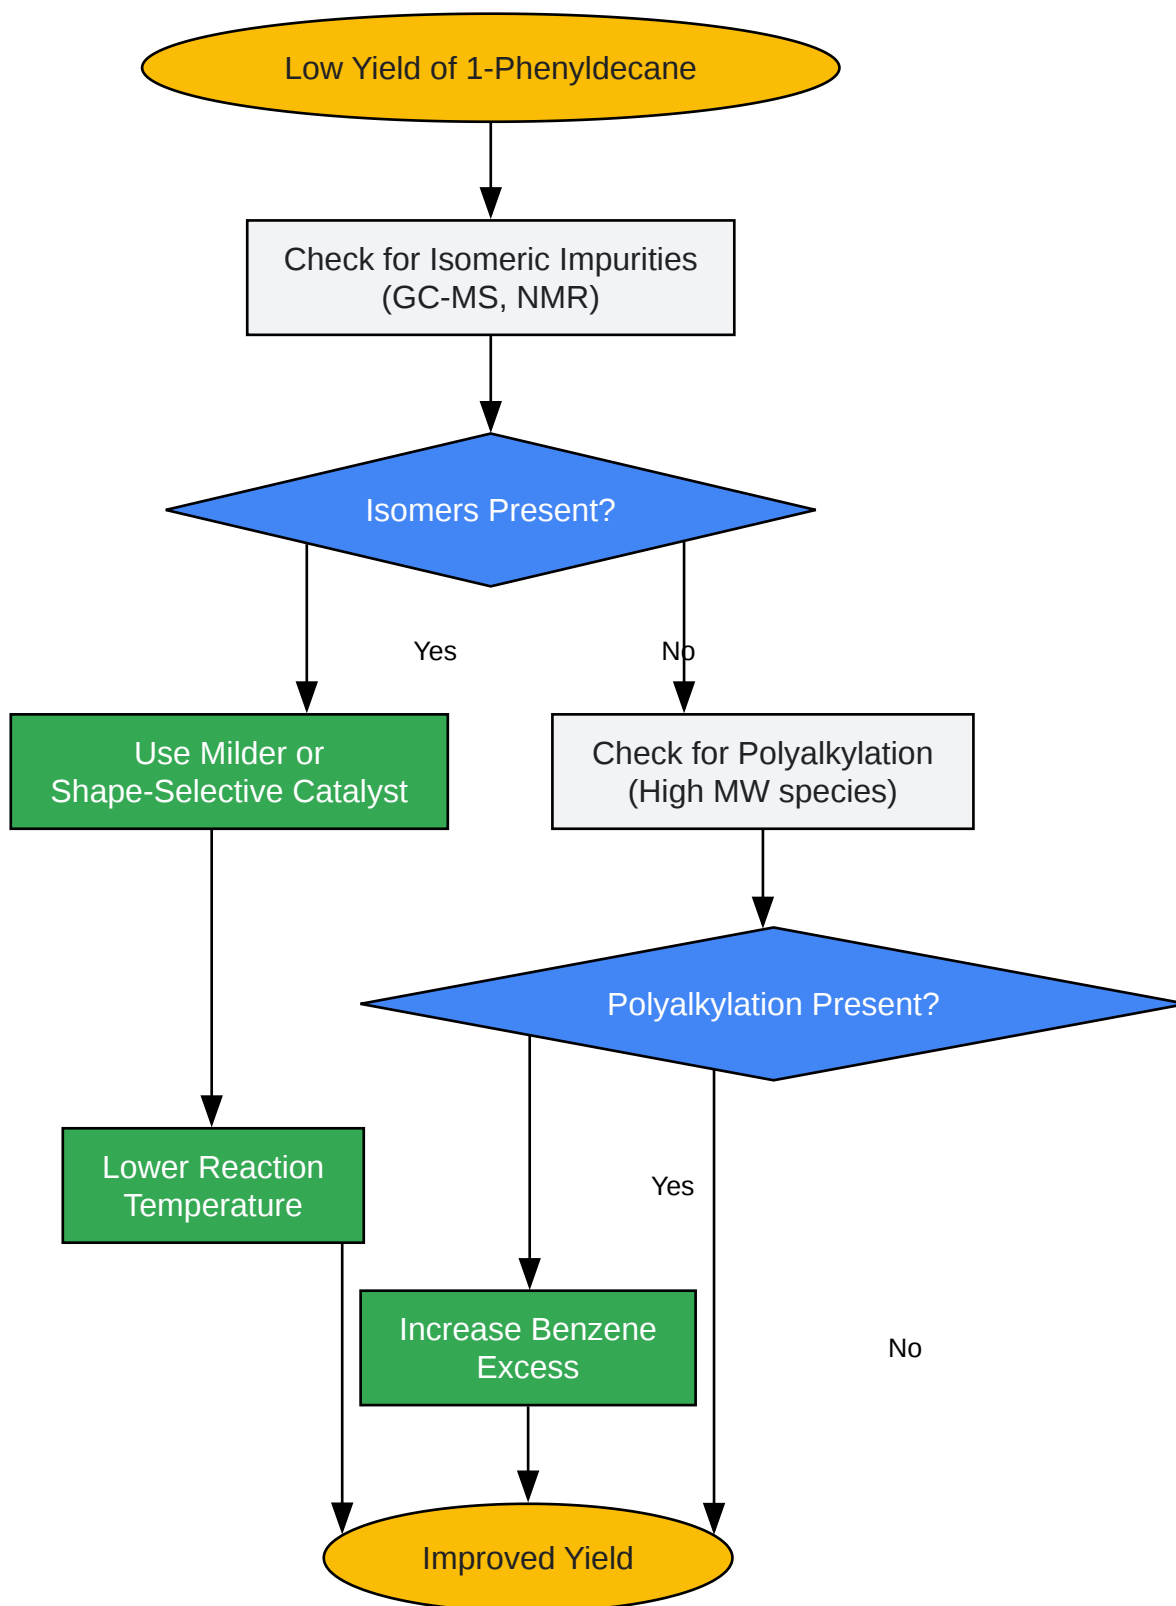 Low Yield of 1-Phenyldecane
Check for Isomeric Impurities
(GC-MS, NMR)
Isomers Present?
Yes
No
Use Milder or
Shape-Selective Catalyst
Check for Polyalkylation
(High MW species)
Polyalkylation Present?
Lower Reaction
Temperature
Yes
Increase Benzene
Excess
No
Improved Yield